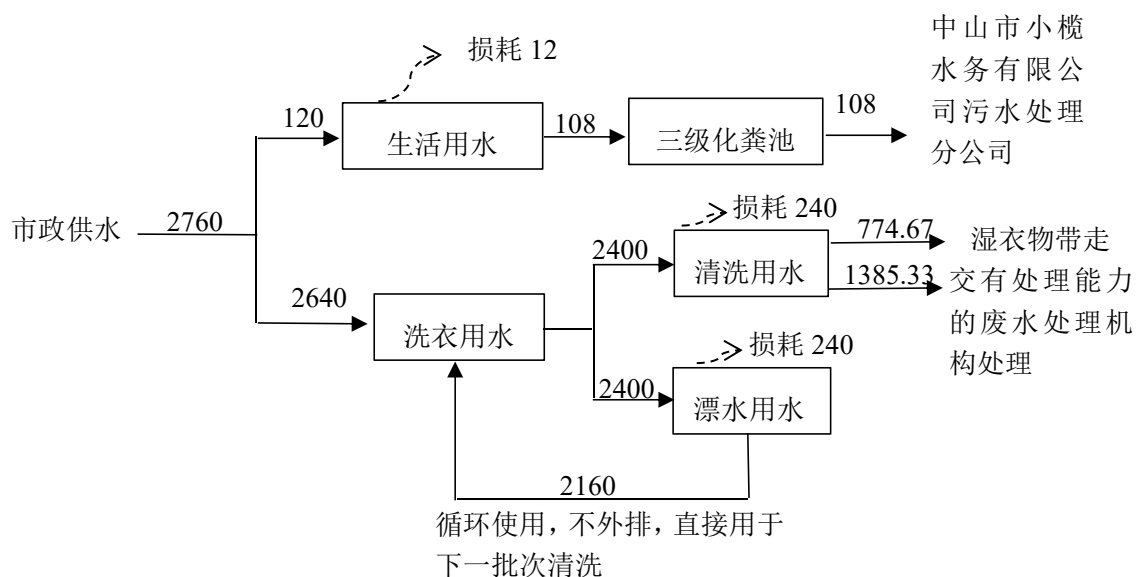 损耗 12
中山市小榄
水务有限公
司污水处理
分公司
120
生活用水
108
三级化粪池
108
市政供水
2760
损耗 240
2400
清洗用水
774.67
湿衣物带走
1385.33
交有处理能力
的废水处理机
构处理
2640
洗衣用水
损耗 240
2400
漂水用水
2160
循环使用，不外排，直接用于
下一批次清洗